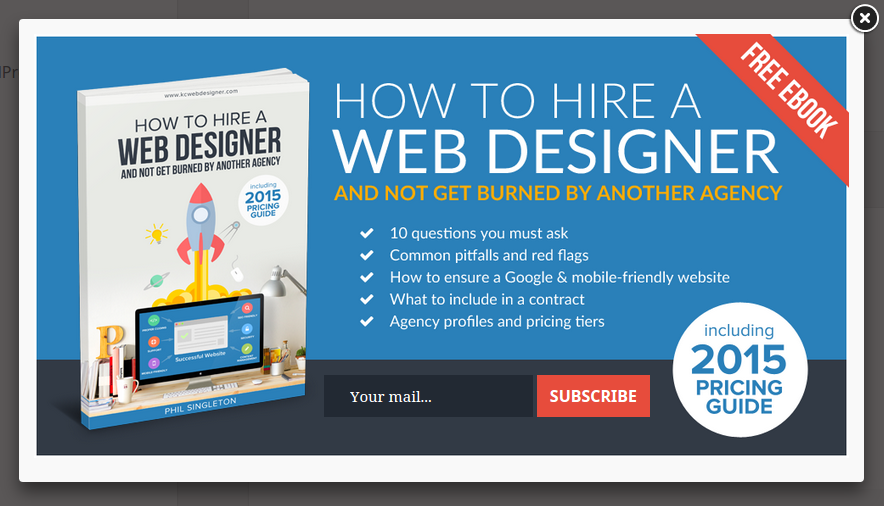 lPr
www.kcwebdesigner.com
HOW TO HIRE A
WEB DESIGNER
AND NOT GET BURNED BY ANOTHER AGENCY
including
2015
PRICING
GUIDE
Successful Website
PHIL SINGLETON
FREE EBOOK
HOW TO HIRE A
WEB DESIGNER
AND NOT GET BURNED BY ANOTHER AGENCY
10 questions you must ask
Common pitfalls and red flags
How to ensure a Google & mobile-friendly website
What to include in a contract
Agency profiles and pricing tiers
Your mail...
SUBSCRIBE
including
2015
PRICING
GUIDE